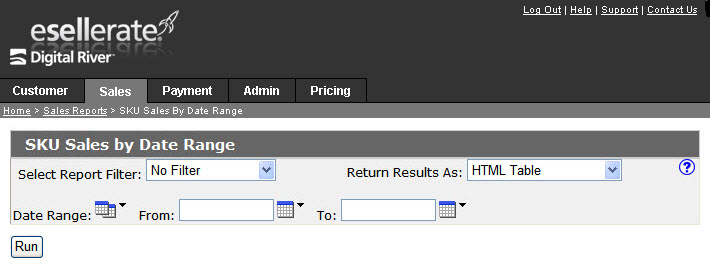 Log Out | Help | Support | Contact Us
esellerate.
Digital River
Customer Sales Payment Admin Pricing
Home > Sales Reports > SKU Sales By Date Range
SKU Sales by Date Range
Select Report Filter: No Filter Return Results As: HTML Table ?
Date Range: From: To:
Run